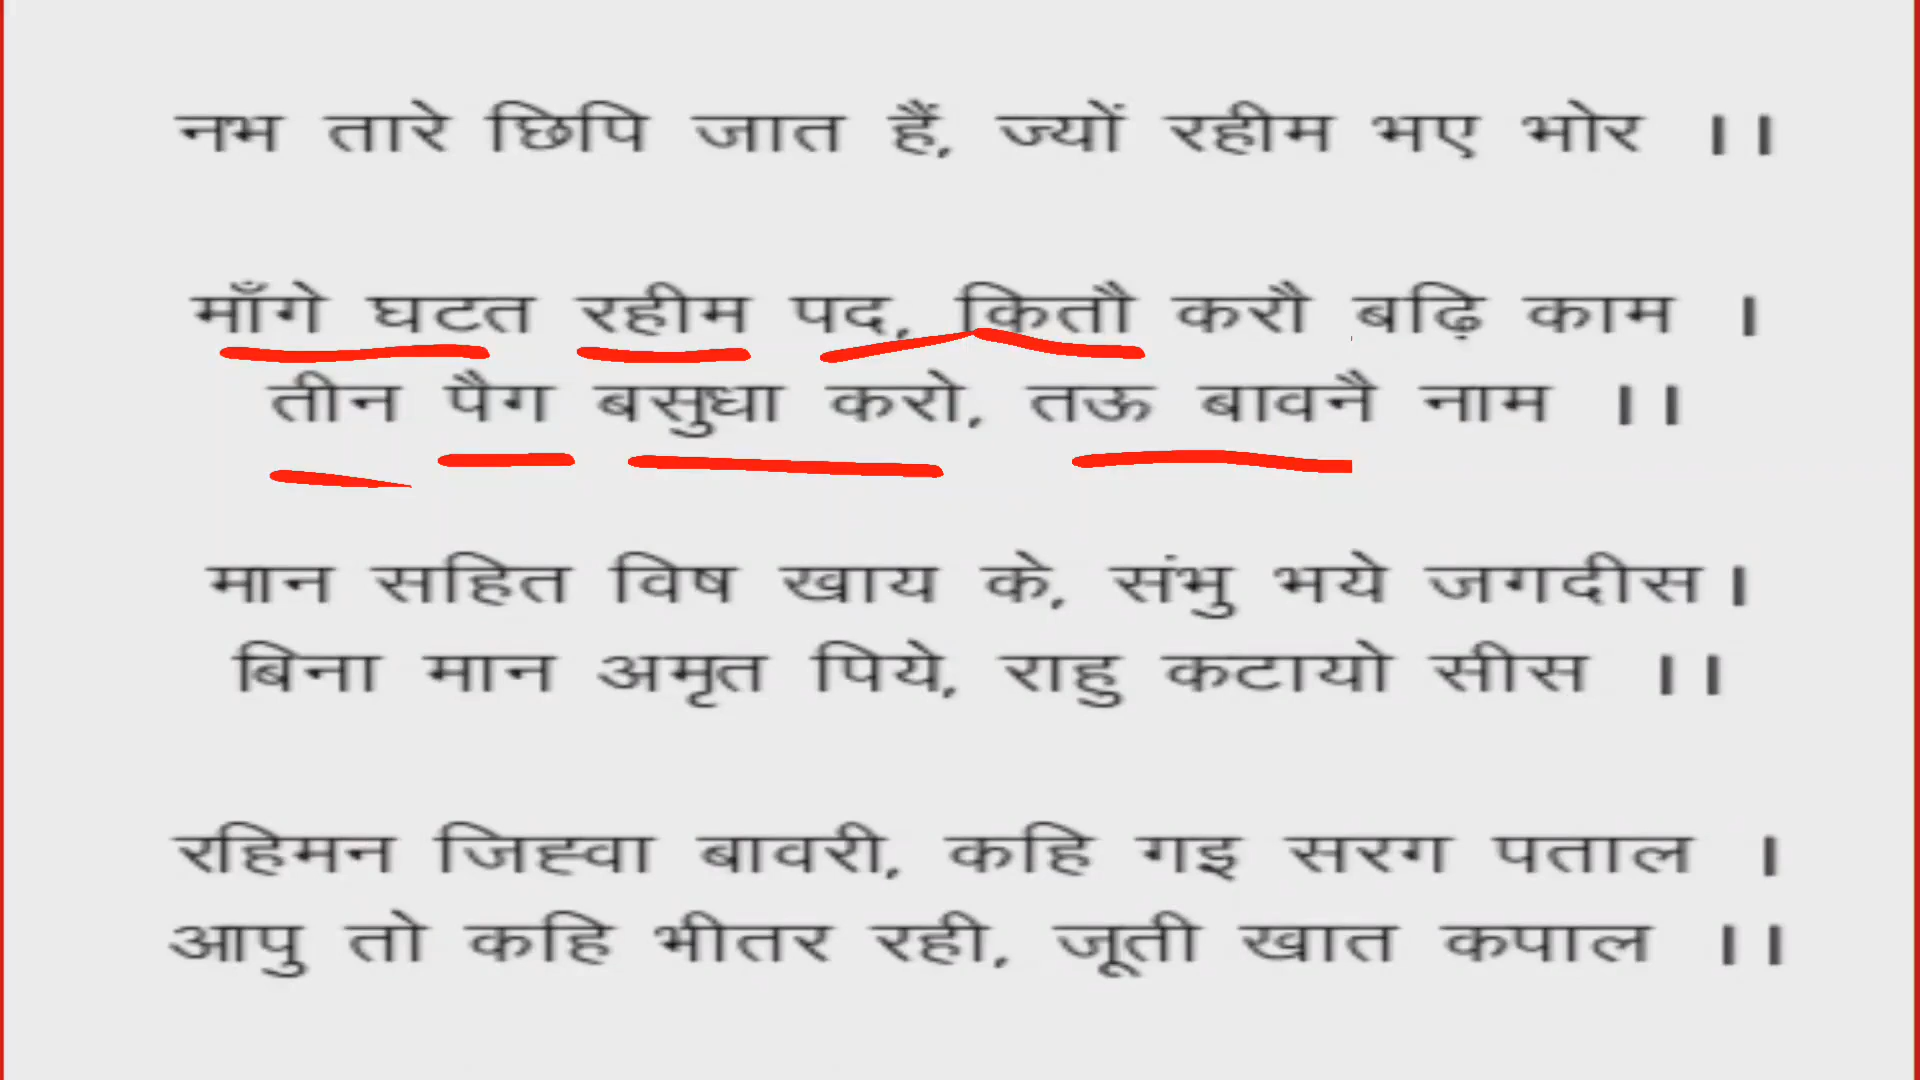 नभ तारे छिपि जात हैं, ज्यों रहीम भए भोर ।।
माँगे घटत रहीम पद, कितौ करौ बढ़ि काम ।
तीन पैग बसुधा करो, तऊ बावनै नाम ।।
मान सहित विष खाय के, संभु भये जगदीस ।
बिना मान अमृत पिये, राहु कटायो सीस ।।
रहिमन जिह्वा बावरी, कहि गइ सरग पताल ।
आपु तो कहि भीतर रही, जूती खात कपाल ।।